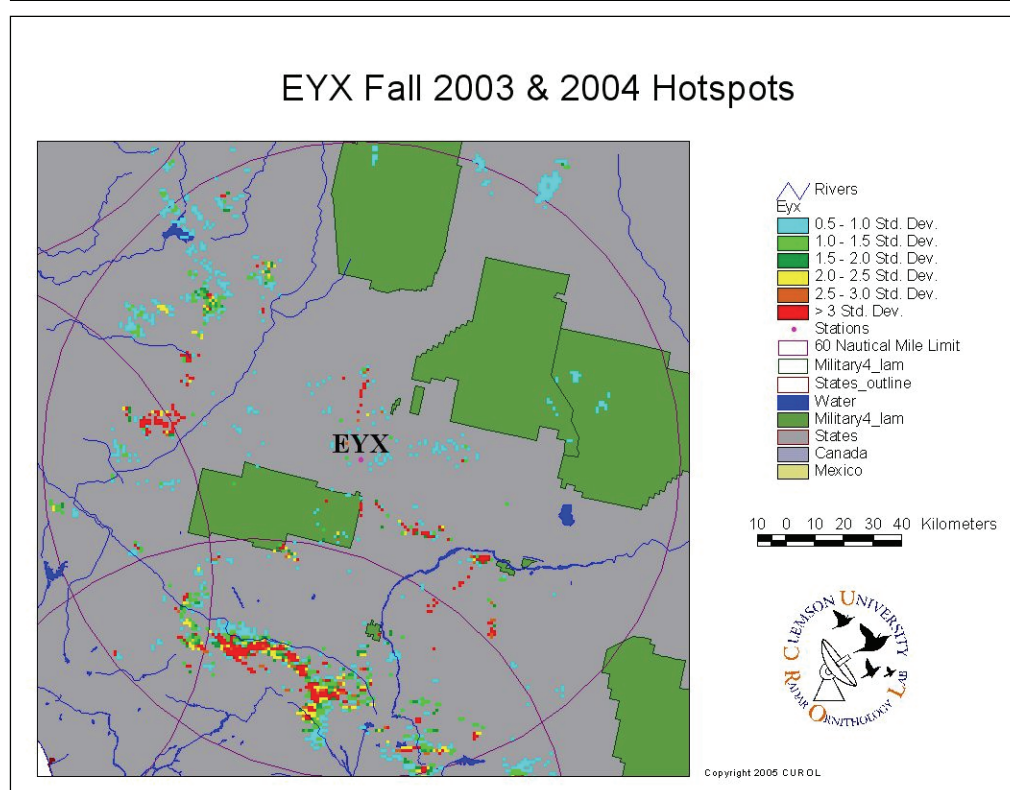 EYX Fall 2003 & 2004 Hotspots
EYX
Rivers
Eyx
0.5 - 1.0 Std. Dev.
1.0 - 1.5 Std. Dev.
1.5 - 2.0 Std. Dev.
2.0 - 2.5 Std. Dev.
2.5 - 3.0 Std. Dev.
> 3 Std. Dev.
Stations
60 Nautical Mile Limit
Military4_lam
States_outline
Water
Military4_lam
States
Canada
Mexico
10 0 10 20 30 40 Kilometers
CLEMSON UNIVERSITY
RADAR ORNITHOLOGY LAB
Copyright 2005 CUROL